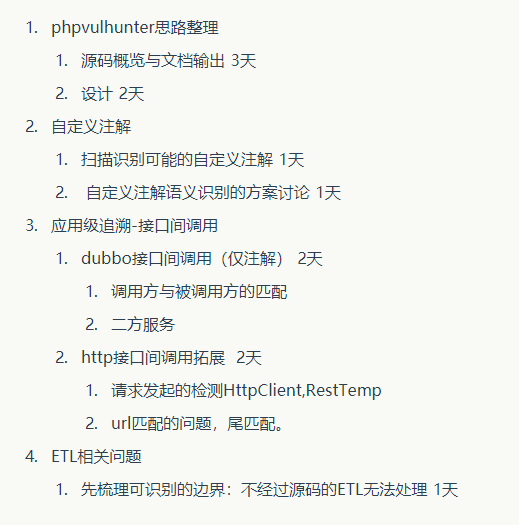 1. phpvulhunter思路整理
1. 源码概览与文档输出 3天
2. 设计 2天
2. 自定义注解
1. 扫描识别可能的自定义注解 1天
2. 自定义注解语义识别的方案讨论 1天
3. 应用级追溯-接口间调用
1. dubbo接口间调用（仅注解） 2天
1. 调用方与被调用方的匹配
2. 二方服务
2. http接口间调用拓展 2天
1. 请求发起的检测HttpClient,RestTemp
2. url匹配的问题，尾匹配。
4. ETL相关问题
1. 先梳理可识别的边界：不经过源码的ETL无法处理 1天